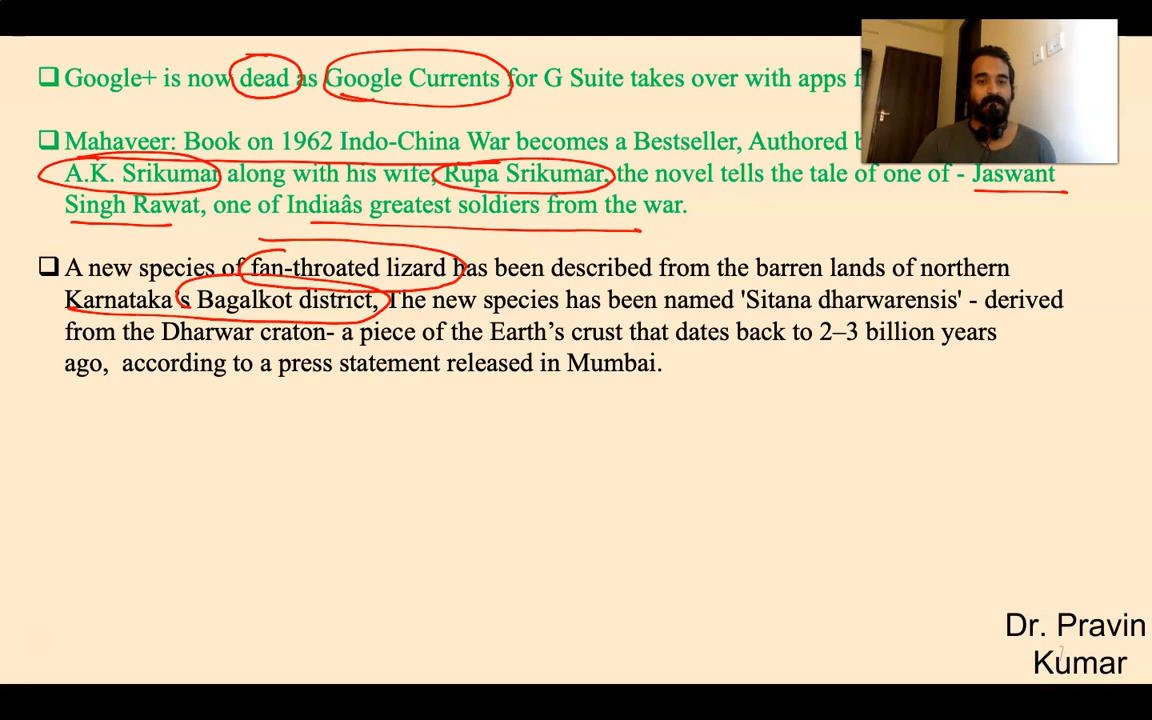 Google+ is now dead as Google Currents for G Suite takes over with apps
Mahaveer: Book on 1962 Indo-China War becomes a Bestseller, Authored
A.K. Srikumar along with his wife, Rupa Srikumar, the novel tells the tale of one of - Jaswant
Singh Rawat, one of Indiaâs greatest soldiers from the war.
A new species of fan-throated lizard has been described from the barren lands of northern
Karnataka's Bagalkot district, The new species has been named 'Sitana dharwarensis' - derived
from the Dharwar craton- a piece of the Earth’s crust that dates back to 2–3 billion years
ago, according to a press statement released in Mumbai.
Dr. Pravin
Kumar